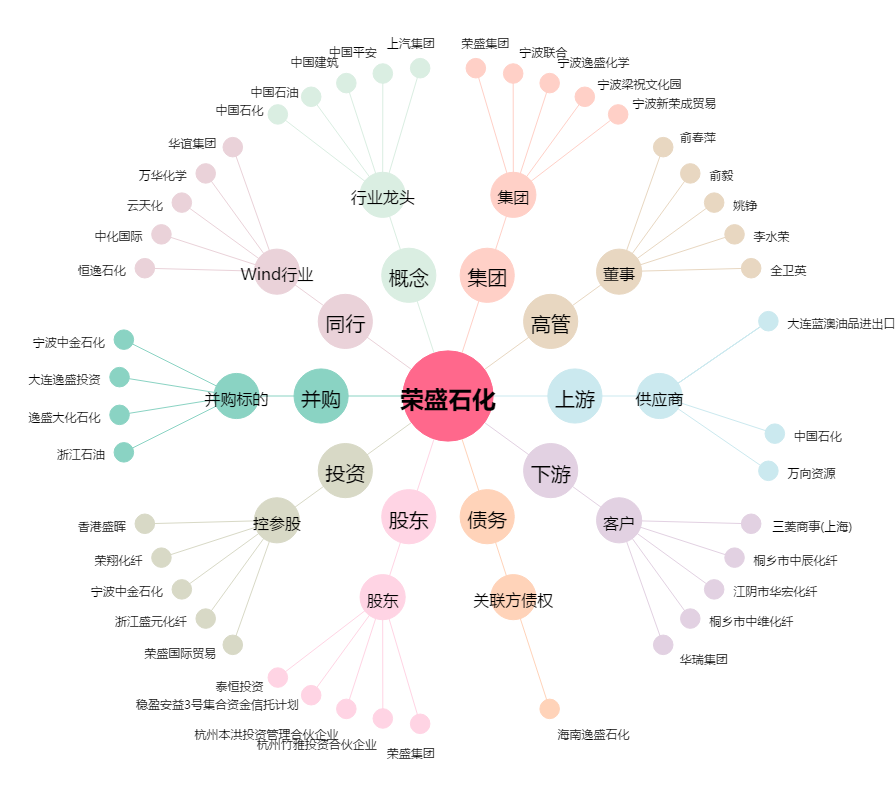 上汽集团
荣盛集团
中国平安
宁波联合
中国建筑
宁波逸盛化学
中国石油
宁波梁祝文化园
中国石化
宁波新荣成贸易
华谊集团
俞春萍
万华化学
俞毅
行业龙头
集团
云天化
姚铮
中化国际
李水荣
恒逸石化
Wind行业
概念
集团
董事
全卫英
同行
高管
大连蓝澳油品进出口
宁波中金石化
大连逸盛投资
并购标的
并购
荣盛石化
上游
供应商
逸盛大化石化
中国石化
浙江石油
投资
下游
万向资源
香港盛晖
控参股
股东
债务
客户
三菱商事(上海)
荣翔化纤
桐乡市中辰化纤
宁波中金石化
江阴市华宏化纤
股东
关联方债权
浙江盛元化纤
桐乡市中维化纤
荣盛国际贸易
华瑞集团
泰恒投资
稳盈安益3号集合资金信托计划
杭州本洪投资管理合伙企业
海南逸盛石化
杭州竹雅投资合伙企业
荣盛集团